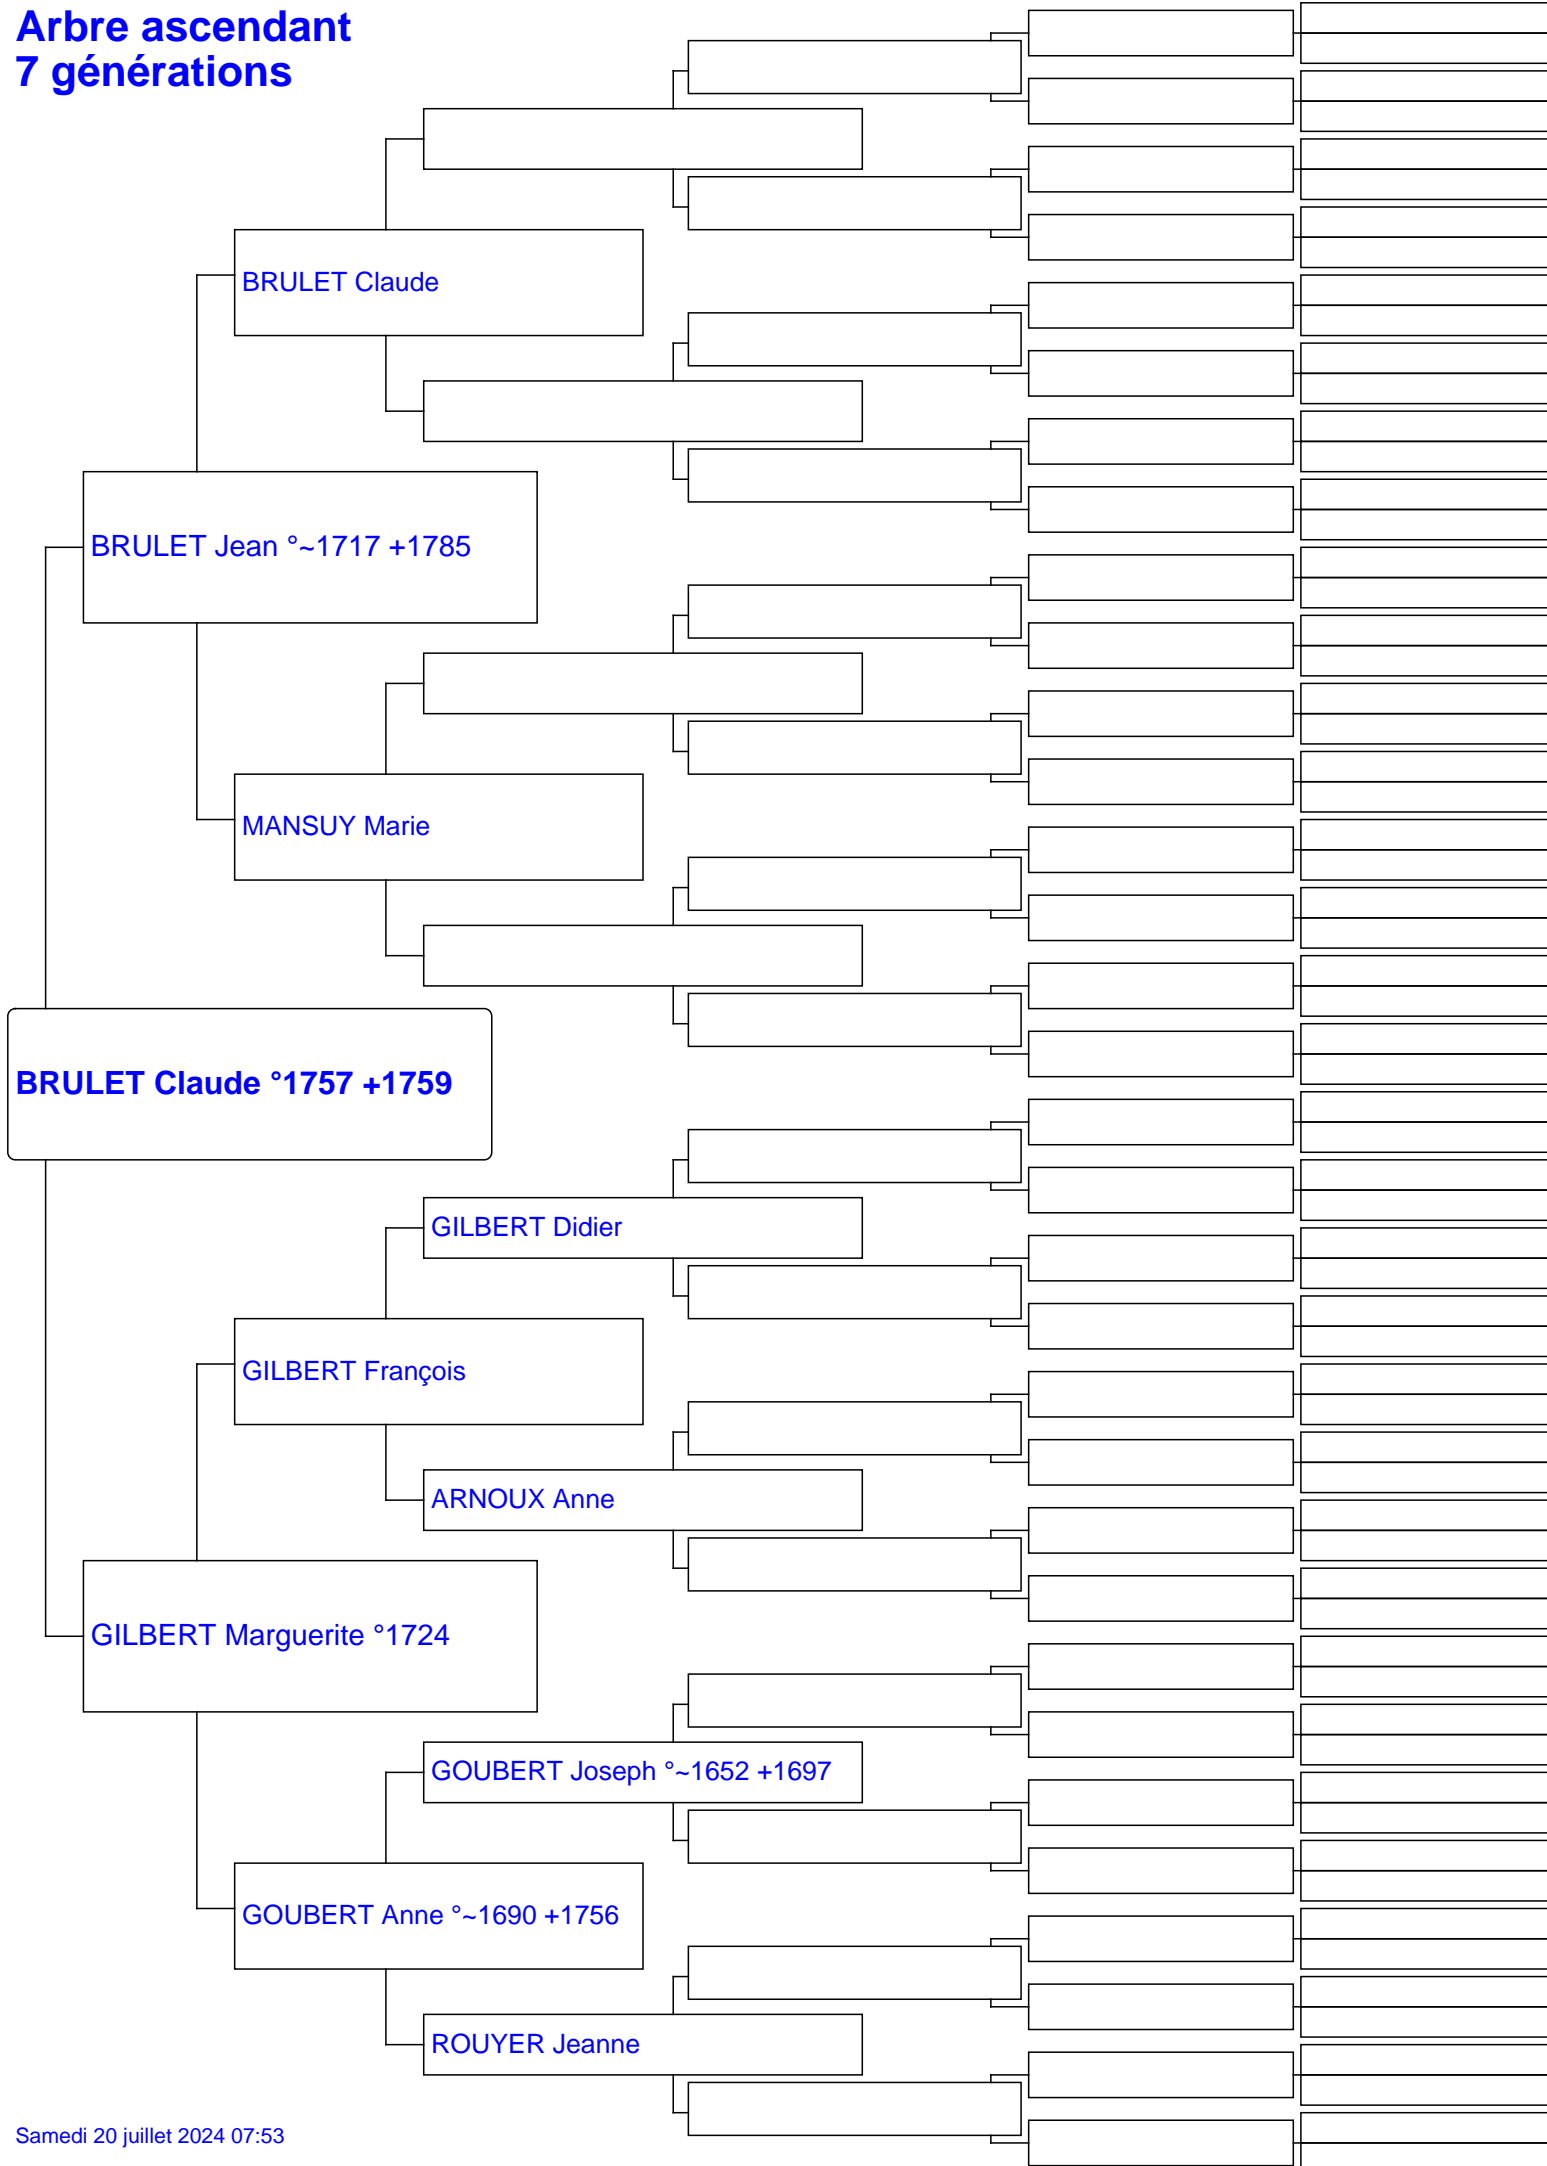 Arbre ascendant
7 générations
BRULET Claude
BRULET Jean °~1717 +1785
MANSUY Marie
BRULET Claude °1757 +1759
GILBERT Didier
GILBERT François
ARNOUX Anne
GILBERT Marguerite °1724
GOUBERT Joseph °~1652 +1697
GOUBERT Anne °~1690 +1756
ROUYER Jeanne
Samedi 20 juillet 2024 07:53